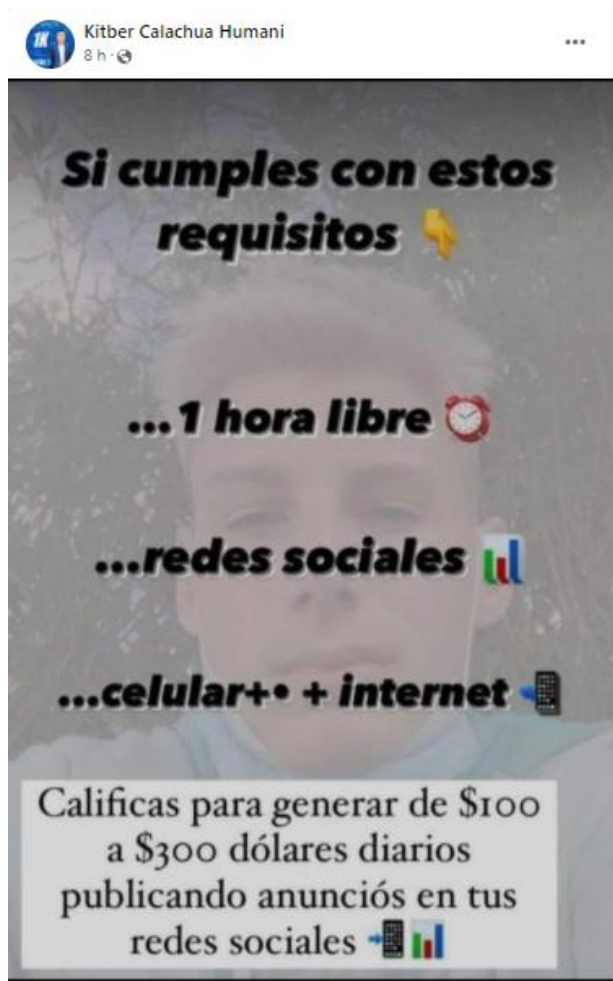 Kitber Calachua Humani
8 h
1K
Si cumples con estos
requisitos 👇
...1 hora libre ⏰
...redes sociales 📊
...celular+• + internet 📲
Calificas para generar de $100
a $300 dólares diarios
publicando anunciós en tus
redes sociales 📲📊